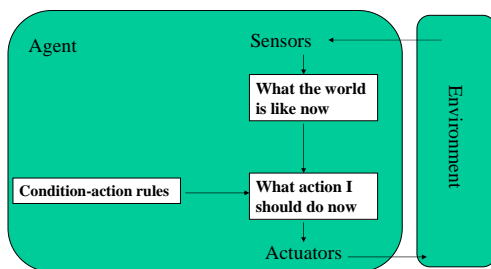 Agent
Sensors
What the world
is like now
Condition-action rules
What action I
should do now
Actuators
Environment